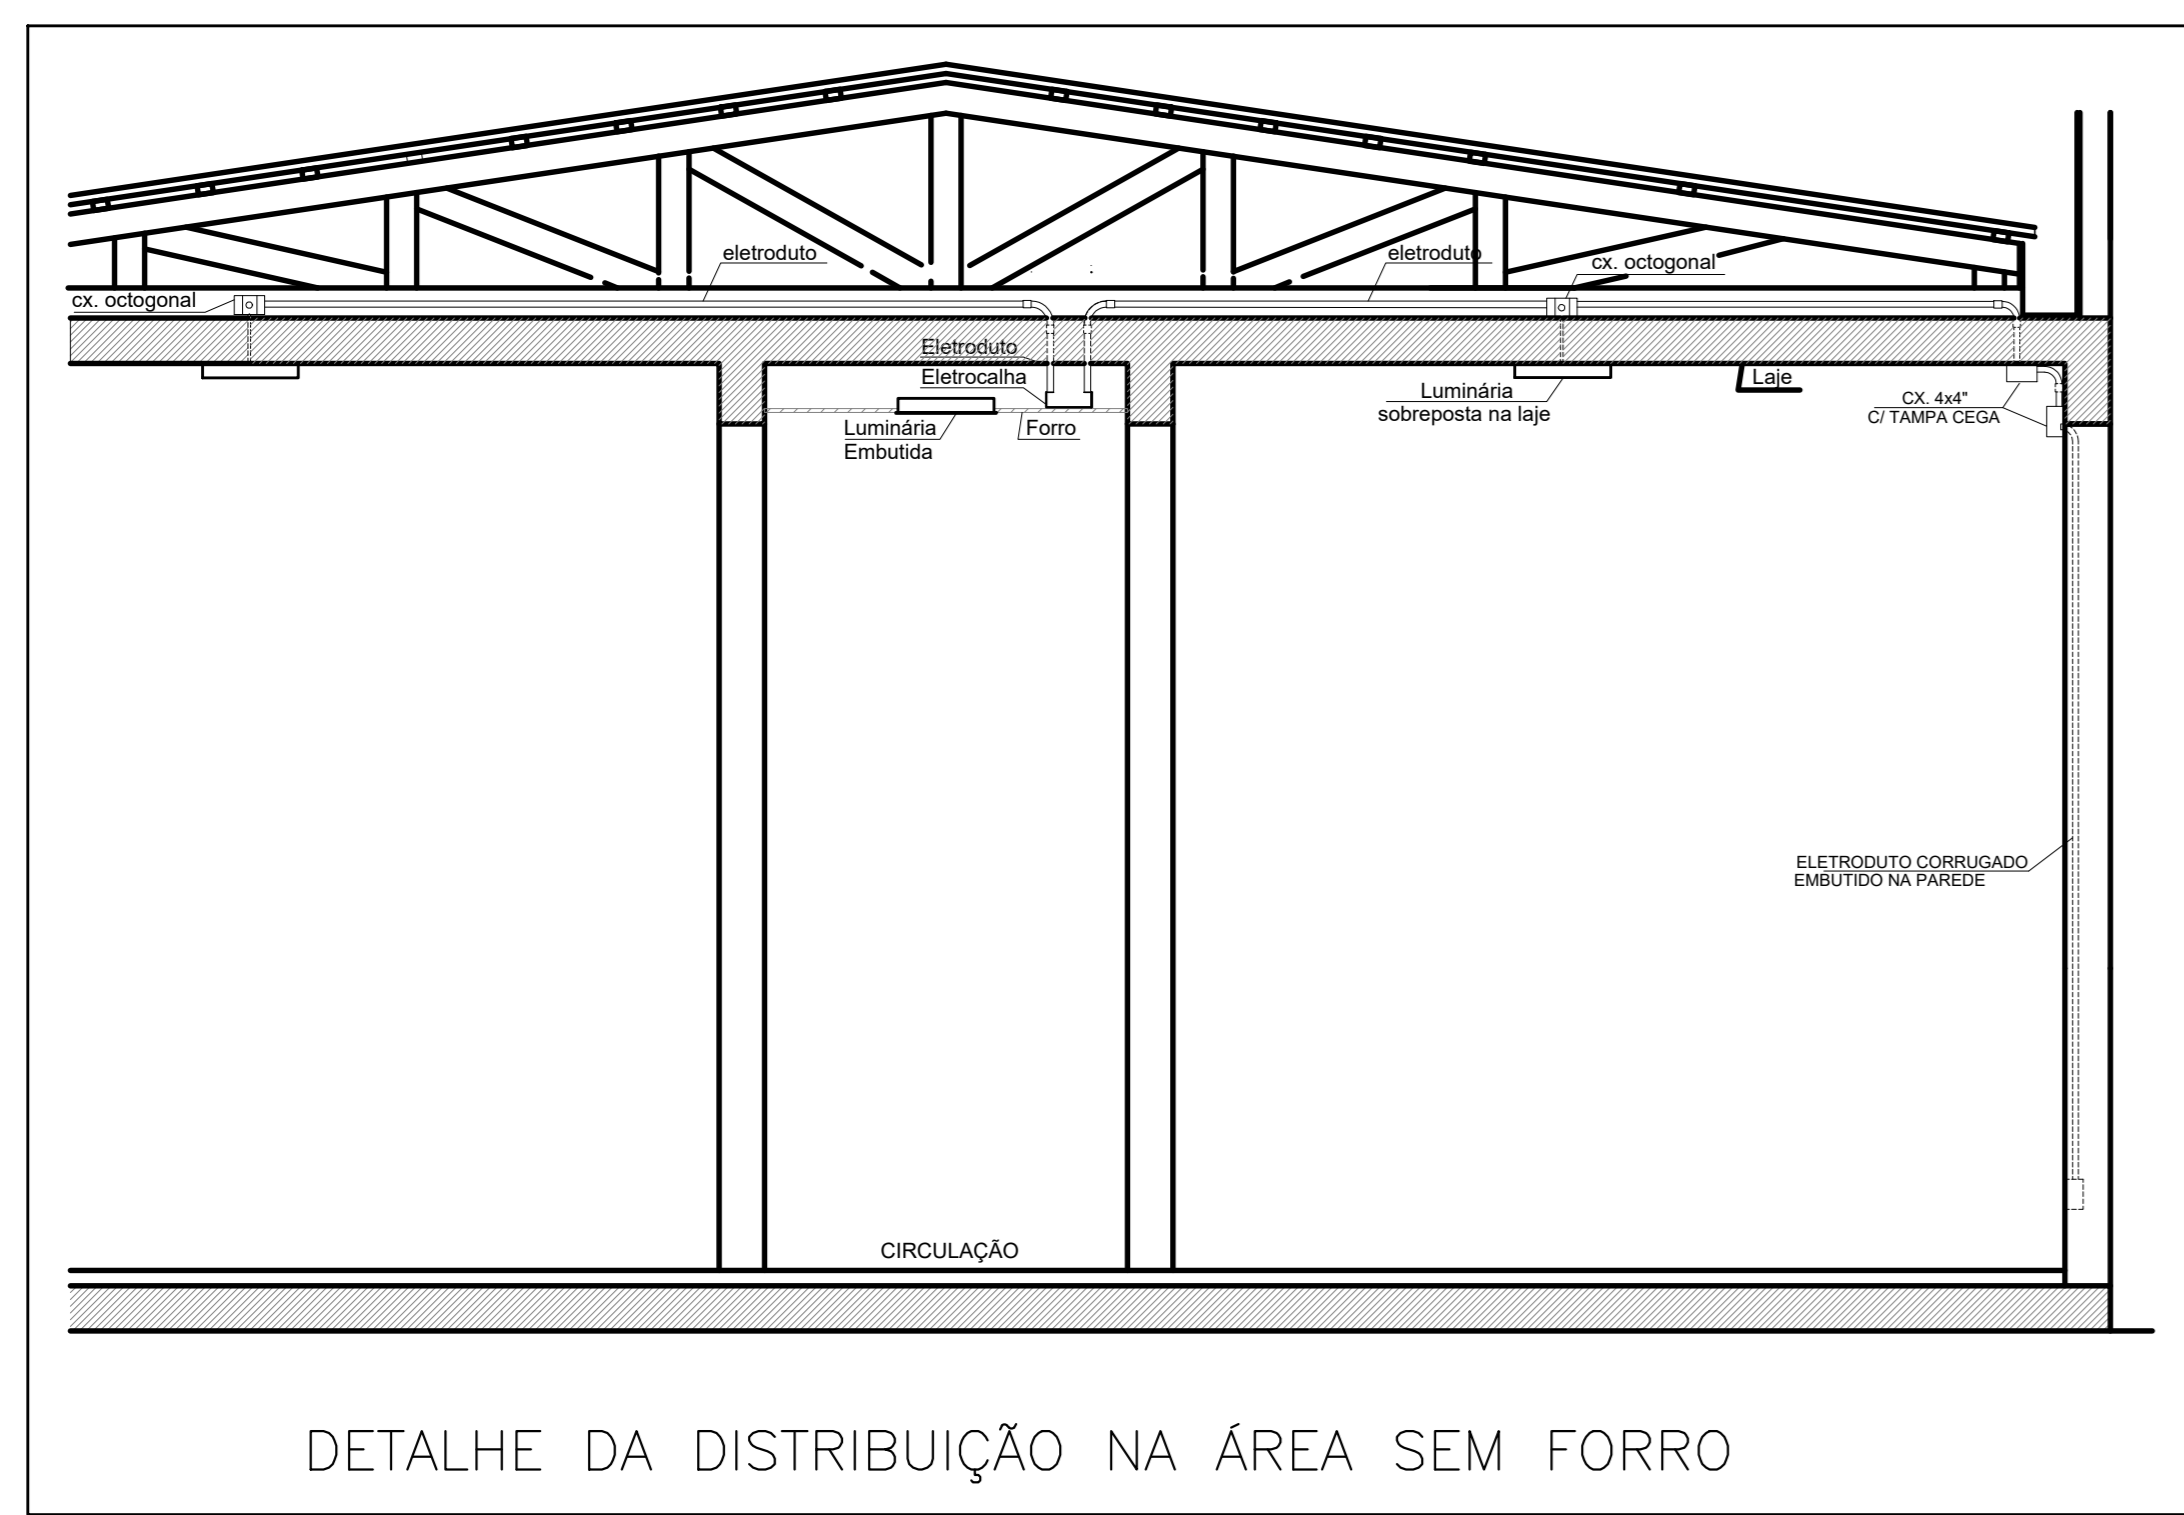 eletroduto
eletroduto
cx. octogonal
cx. octogonal
Eletroduto
Eletrocalha
Luminária
Embutida
Forro
Luminária
sobreposta na laje
Laje
CX. 4x4"
C/ TAMPA CEGA
ELETRODUTO CORRUGADO
EMBUTIDO NA PAREDE
CIRCULAÇÃO
DETALHE DA DISTRIBUIÇÃO NA ÁREA SEM FORRO